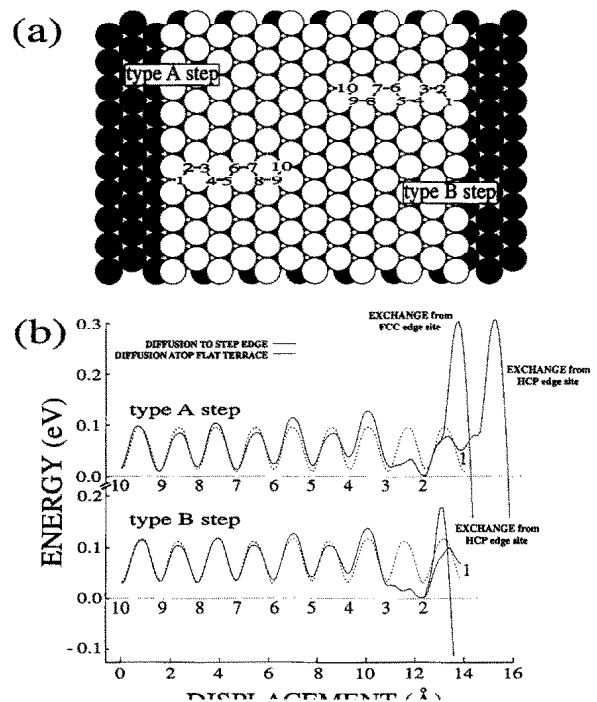 (a)
type A step
10 7-6 3-2
9-8 5-4 1
2-3 6-7 10
1 4-5 8-9
type B step
(b)
EXCHANGE from
FCC edge site
0.3
DIFFUSION TO STEP EDGE
DIFFUSION ATOP FLAT TERRACE
EXCHANGE from
HCP edge site
0.2
type A step
0.1
1
0.0
10 9 8 7 6 5 4 3 2
0.2
type B step
EXCHANGE from
HCP edge site
0.1
1
0.0
10 9 8 7 6 5 4 3 2
-0.1
ENERGY (eV)
0 2 4 6 8 10 12 14 16
DISPLACEMENT (Å)